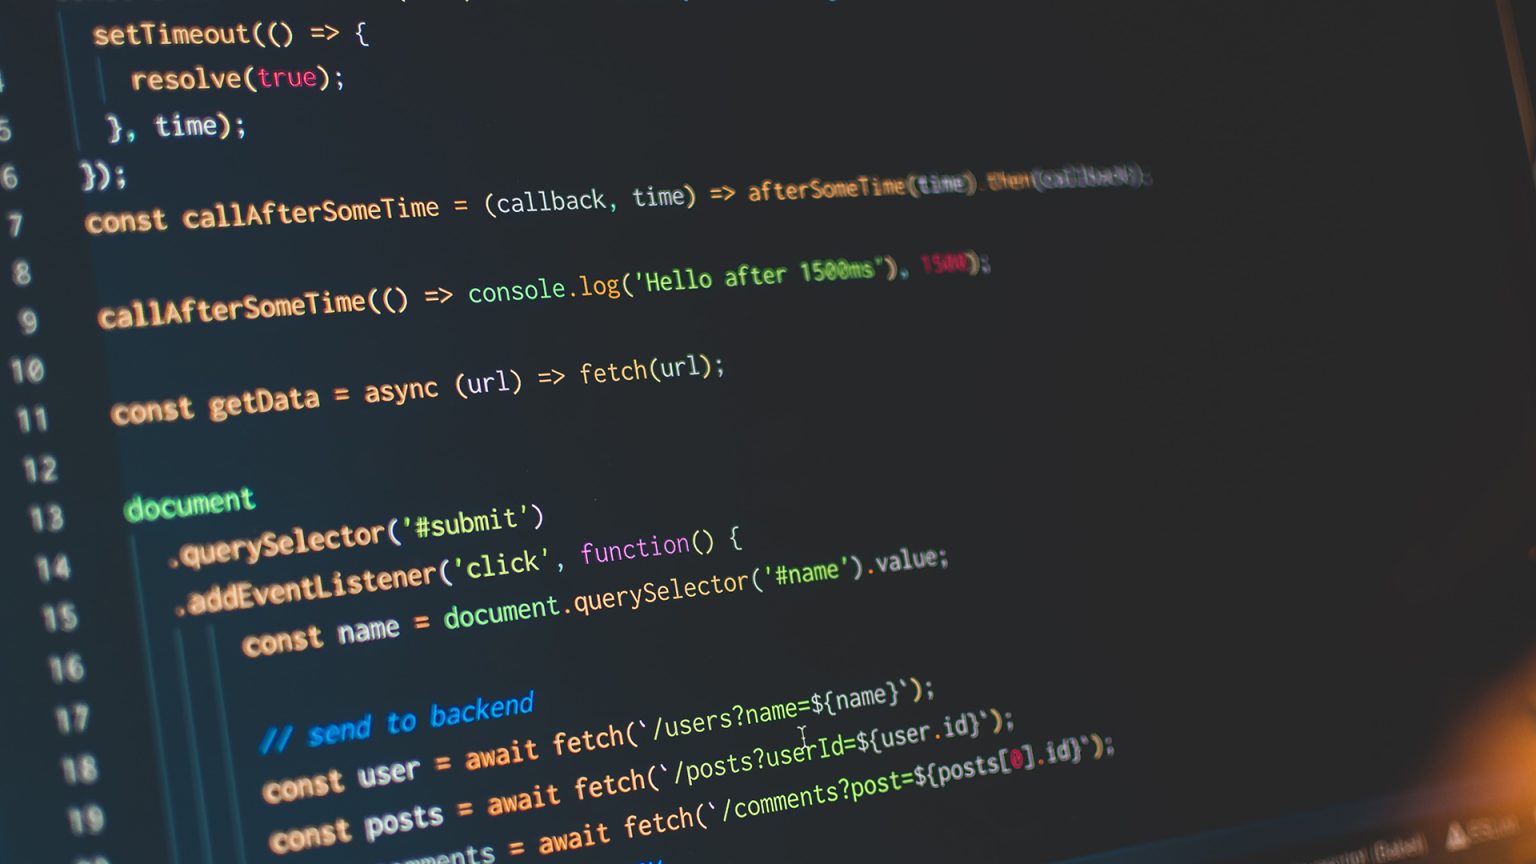 setTimeout(() => {
resolve(true);
5 }, time);
6 });
7 const callAfterSomeTime = (callback, time) => afterSomeTime(time).then(callback);
8
9 callAfterSomeTime(() => console.log('Hello after 1500ms'), 1500);
10
11 const getData = async (url) => fetch(url);
12
13 document
14 .querySelector('#submit')
15 .addEventListener('click', function() {
16 const name = document.querySelector('#name').value;
17
18 // send to backend
19 const user = await fetch(`/users?name=${name}`);
const posts = await fetch(`/posts?userId=${user.id}`);
= await fetch(`/comments?post=${posts[0].id}`);